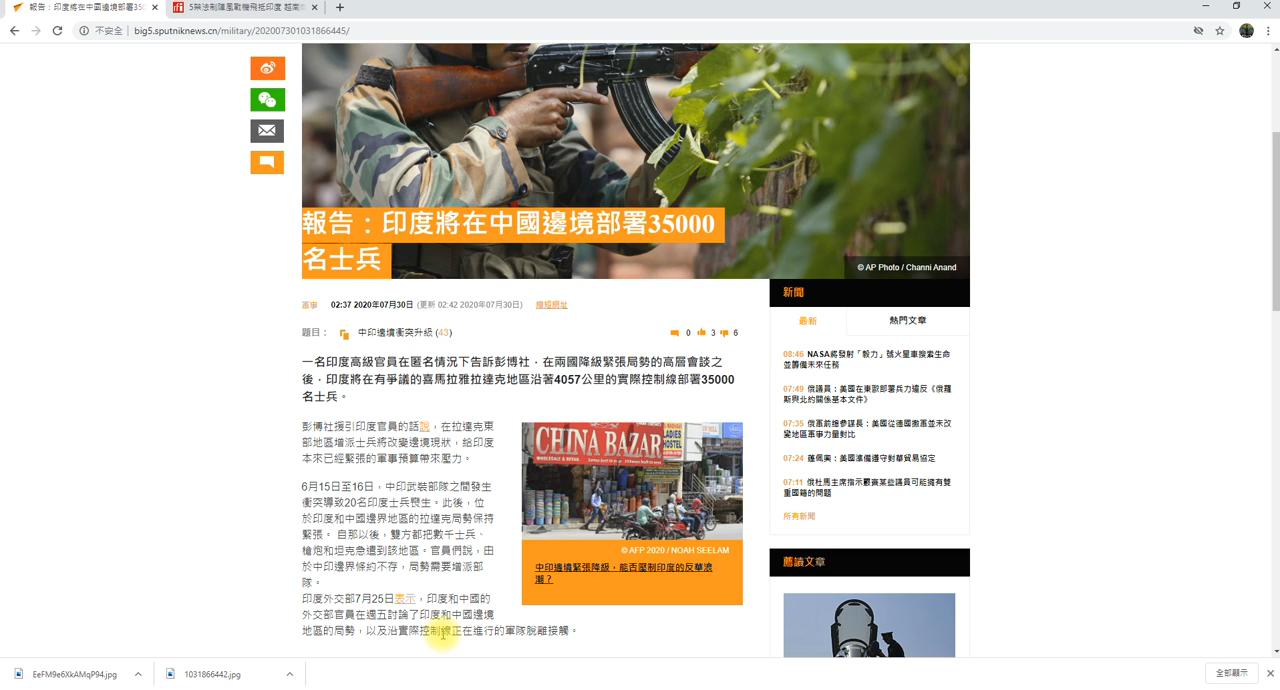 報告：印度將在中國邊境部署35
5架法制陣風戰機飛抵印度 越南
不安全 | big5.sputniknews.cn/military/202007301031866445/
報告：印度將在中國邊境部署35000
名士兵
© AP Photo / Channi Anand
軍事 02:37 2020年07月30日 (更新 02:42 2020年07月30日) 縮短網址
題目： 中印邊境衝突升級 (43)
0 3 6
一名印度高級官員在匿名情況下告訴彭博社，在兩國降級緊張局勢的高層會談之
後，印度將在有爭議的喜馬拉雅拉達克地區沿著4057公里的實際控制線部署35000
名士兵。
彭博社援引印度官員的話說，在拉達克東
部地區增派士兵將改變邊境現狀，給印度
本來已經緊張的軍事預算帶來壓力。
6月15日至16日，中印武裝部隊之間發生
衝突導致20名印度士兵喪生。此後，位
於印度和中國邊界地區的拉達克局勢保持
緊張。 自那以後，雙方都把數千士兵、
槍炮和坦克急遣到該地區。官員們說，由
於中印邊界條約不存，局勢需要增派部
隊。
印度外交部7月25日表示，印度和中國的
外交部官員在週五討論了印度和中國邊境
地區的局勢，以及沿實際控制線正在進行的軍隊脫離接觸。
CHINA BAZAR
WHOLESALE & RETAIL
LADIES
HOSTEL
© AFP 2020 / NOAH SEELAM
中印邊境緊張降級，能否壓制印度的反華浪
潮？
新聞
最新 熱門文章
08:46 NASA將發射「毅力」號火星車搜索生命
並籌備未來任務
07:49 俄議員：美國在東歐部署兵力違反《俄羅
斯與北約關係基本文件》
07:35 俄軍前總參謀長：美國從德國撤軍並未改
變地區軍事力量對比
07:24 蓬佩奧：美國準備遵守對華貿易協定
07:11 俄杜馬主席指示嚴查某些議員可能擁有雙
重國籍的問題
所有新聞
薦讀文章
EeFM9e6XkAMqP94.jpg
1031866442.jpg
全部顯示